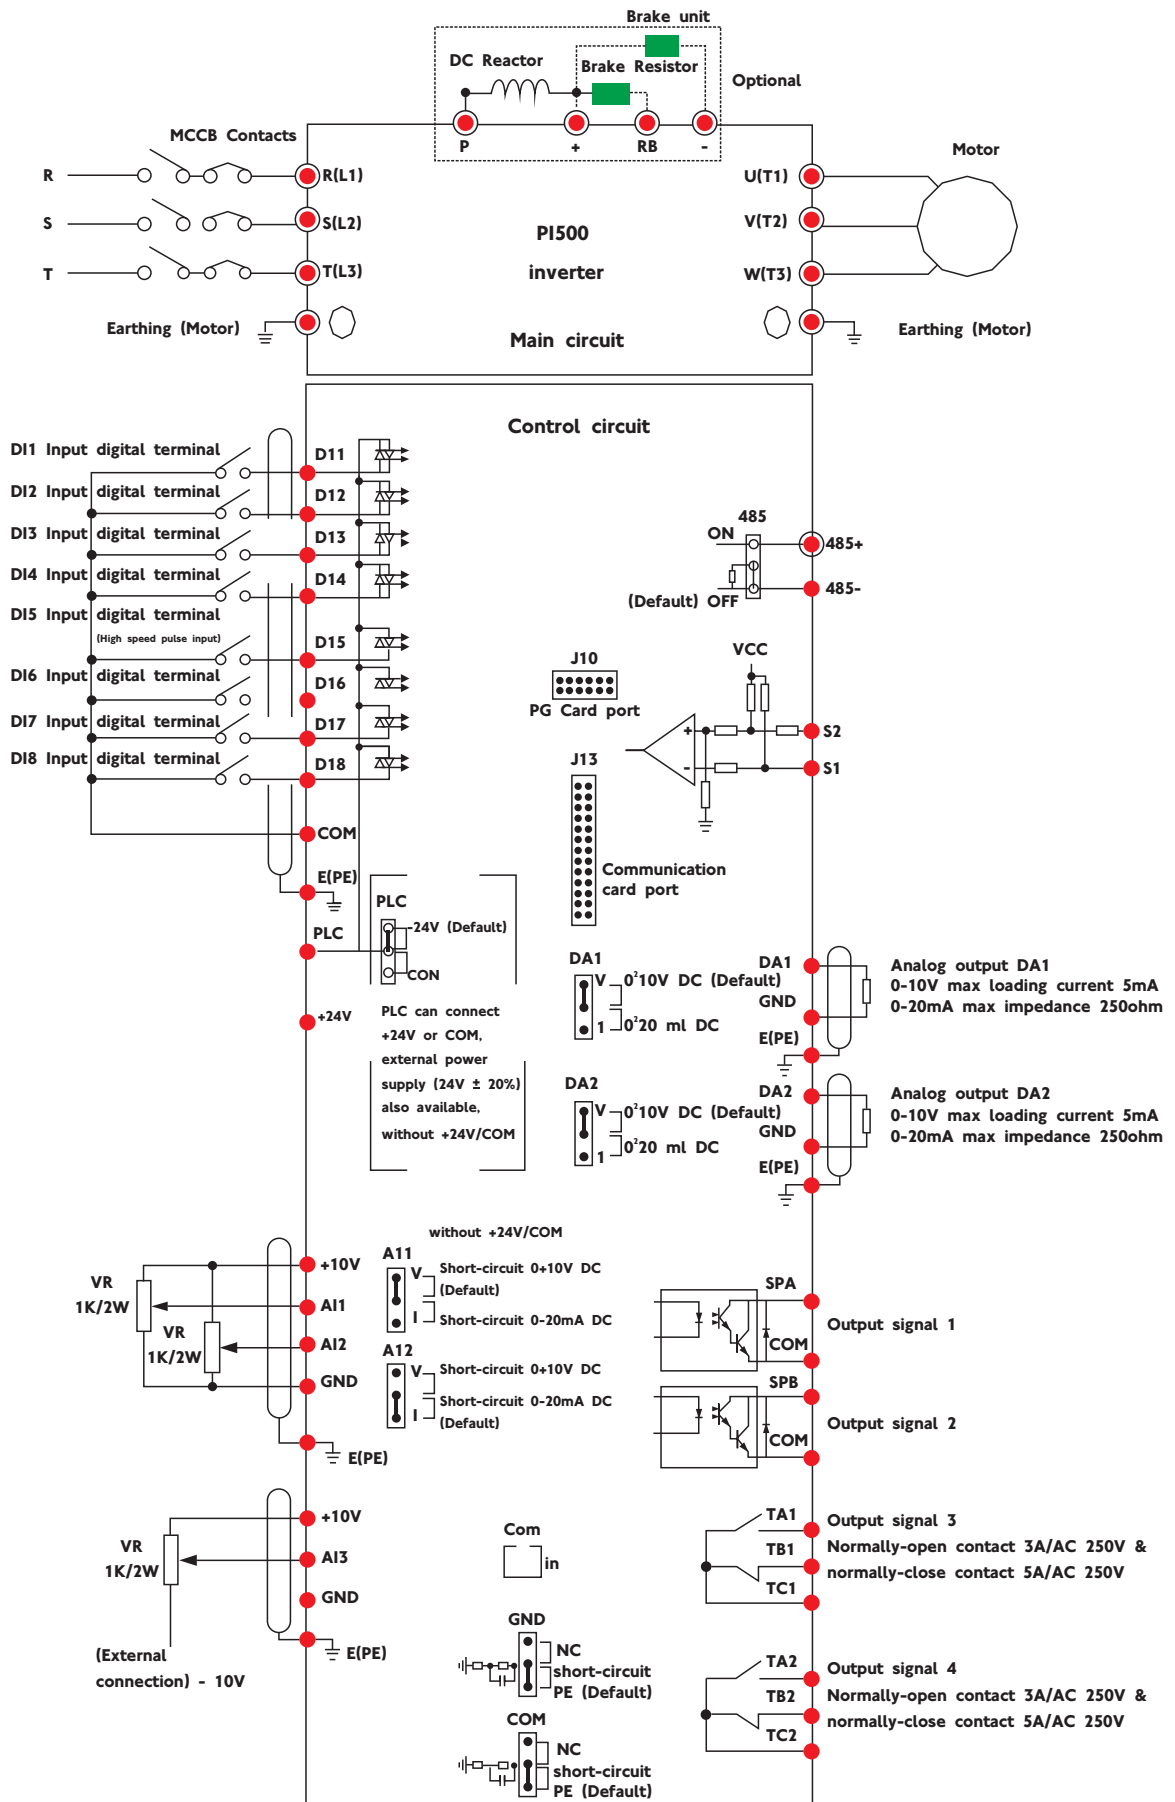 Brake unit
DC Reactor
Brake Resistor
Optional
P
+
RB
-
MCCB Contacts
R
R(L1)
S
S(L2)
T
T(L3)
Earthing (Motor)
PI500
inverter
Main circuit
Motor
U(T1)
V(T2)
W(T3)
Earthing (Motor)
Control circuit
DI1 Input digital terminal
D11
DI2 Input digital terminal
D12
DI3 Input digital terminal
D13
DI4 Input digital terminal
D14
DI5 Input digital terminal
(High speed pulse input)
D15
DI6 Input digital terminal
D16
DI7 Input digital terminal
D17
DI8 Input digital terminal
D18
COM
E(PE)
PLC
+24V
485
ON
485+
(Default) OFF
485-
VCC
+
S2
-
S1
J10
PG Card port
J13
Communication
card port
PLC
-24V (Default)
CON
PLC can connect
+24V or COM,
external power
supply (24V ± 20%)
also available,
without +24V/COM
DA1
V
0²10V DC (Default)
1
0²20 ml DC
DA1
GND
E(PE)
Analog output DA1
0-10V max loading current 5mA
0-20mA max impedance 250ohm
DA2
V
0²10V DC (Default)
1
0²20 ml DC
DA2
GND
E(PE)
Analog output DA2
0-10V max loading current 5mA
0-20mA max impedance 250ohm
without +24V/COM
VR
1K/2W
VR
1K/2W
+10V
AI1
AI2
GND
E(PE)
A11
V
Short-circuit 0+10V DC
(Default)
I
Short-circuit 0-20mA DC
A12
V
Short-circuit 0+10V DC
I
Short-circuit 0-20mA DC
(Default)
SPA
COM
Output signal 1
SPB
COM
Output signal 2
VR
1K/2W
+10V
AI3
GND
E(PE)
(External
connection) - 10V
Com
in
GND
NC
short-circuit
PE (Default)
COM
NC
short-circuit
PE (Default)
TA1
TB1
TC1
Output signal 3
Normally-open contact 3A/AC 250V &
normally-close contact 5A/AC 250V
TA2
TB2
TC2
Output signal 4
Normally-open contact 3A/AC 250V &
normally-close contact 5A/AC 250V